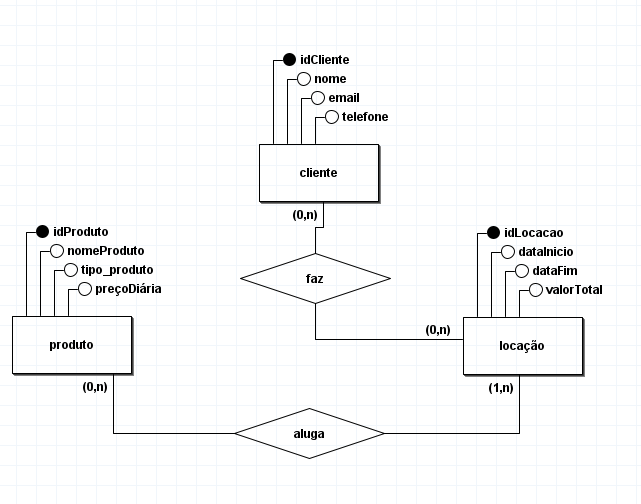 idCliente
nome
email
telefone
cliente
(0,n)
idProduto
nomeProduto
tipo_produto
preçoDiária
produto
(0,n)
faz
idLocacao
dataInicio
dataFim
valorTotal
(0,n)
locação
(1,n)
aluga